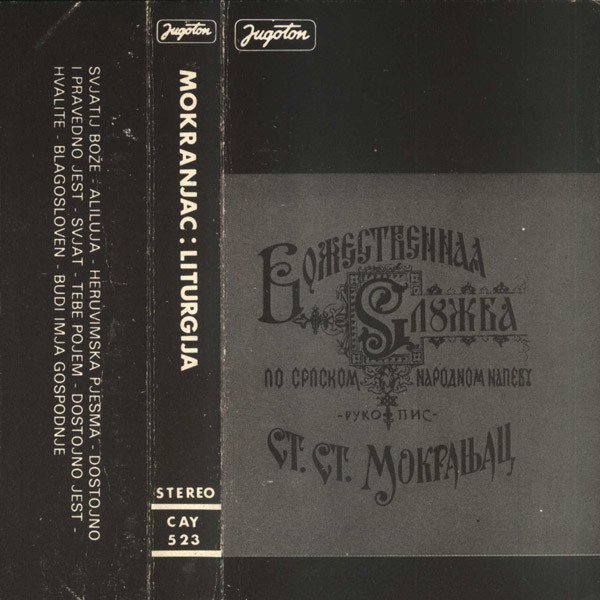 SVJATIJ BOŽE - ALILUJA - HERUVIMSKA PJESMA - DOSTOJNO
I PRAVEDNO JEST - SVJAT - TEBE POJEM - DOSTOJNO JEST -
HVALITE - BLAGOSLOVEN - BUDI IMJA GOSPODNJE
Jugoton
MOKRANJAC: LITURGIJA
STEREO
CAY
523
Jugoton
БОЖЕСТВЕННАА
СЛУЖБА
ПО СРПСКОМ НАРОДНОМ НАПЕВУ
-РУКОПИС-
СТ. СТ. МОКРАЊАЦ